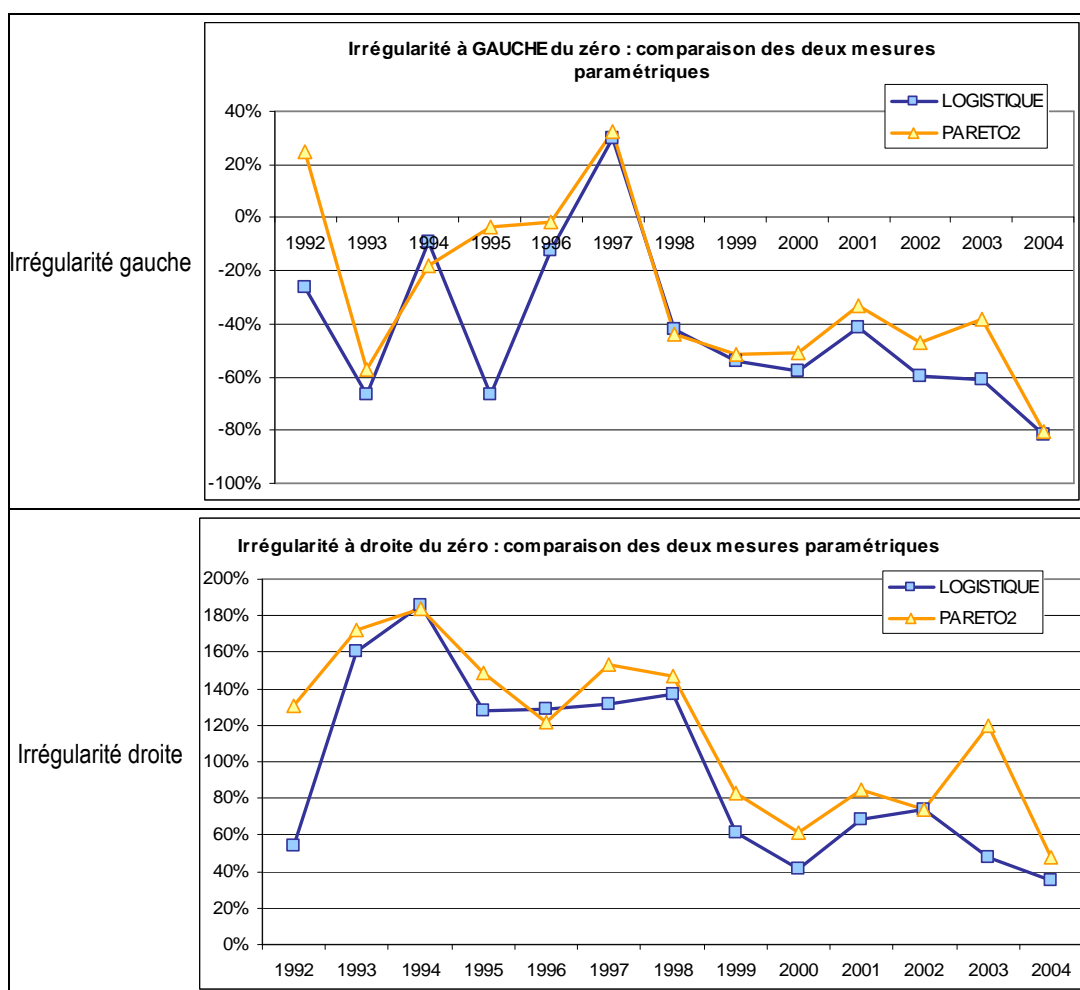 Irrégularité gauche
Irrégularité à GAUCHE du zéro : comparaison des deux mesures
paramétriques
LOGISTIQUE
PARETO2
40%
20%
0%
-20%
-40%
-60%
-80%
-100%
1992 1993 1994 1995 1996 1997 1998 1999 2000 2001 2002 2003 2004
Irrégularité droite
Irrégularité à droite du zéro : comparaison des deux mesures paramétriques
LOGISTIQUE
PARETO2
200%
180%
160%
140%
120%
100%
80%
60%
40%
20%
0%
1992 1993 1994 1995 1996 1997 1998 1999 2000 2001 2002 2003 2004